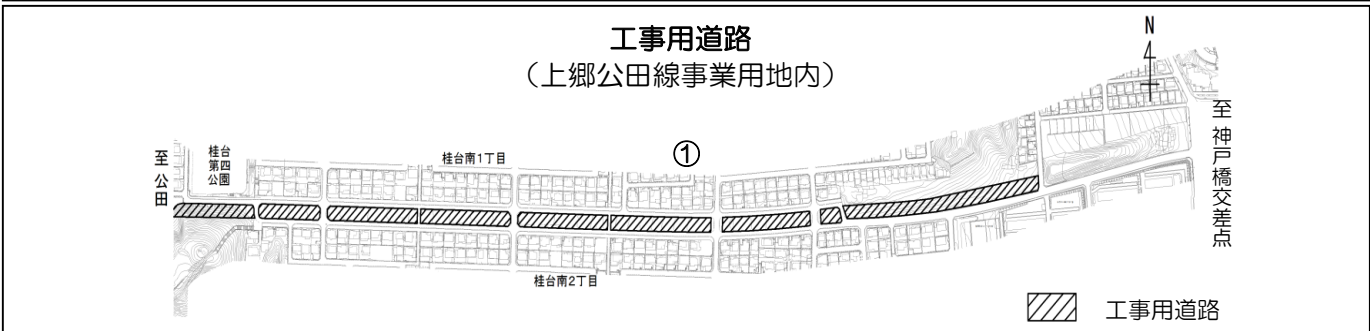 工事用道路
（上郷公田線事業用地内）
N
至 神戸橋交差点
至 公田
桂台
第四
公園
桂台南1丁目
①
桂台南2丁目
工事用道路